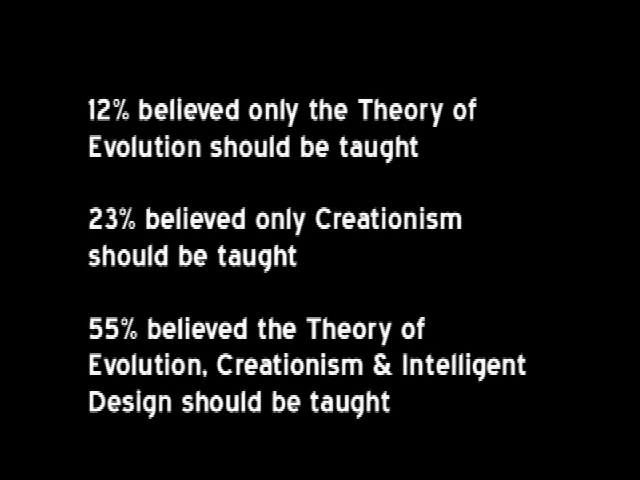 12% believed only the Theory of
Evolution should be taught
23% believed only Creationism
should be taught
55% believed the Theory of
Evolution, Creationism & Intelligent
Design should be taught